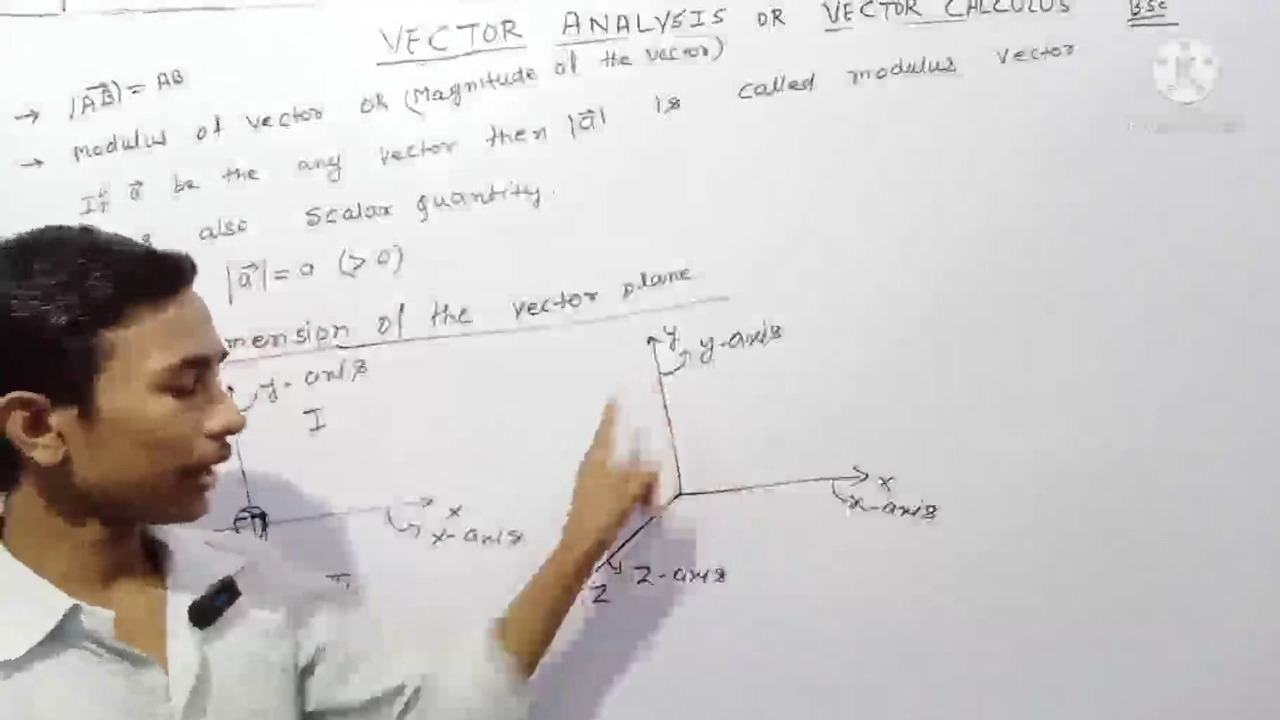 VECTOR ANALYSIS OR VECTOR CALCULUS BSc
→ |AB⃗| = AB
→ Modulus of vector OR (Magnitude of the vector)
If a⃗ be the any vector then |a⃗| is called modulus vector
also scalar quantity.
|a⃗| = a (> 0)
mension of the vector plane
y-axis
I
x
x-axis
y
y-axis
x
x-axis
z-axis
z